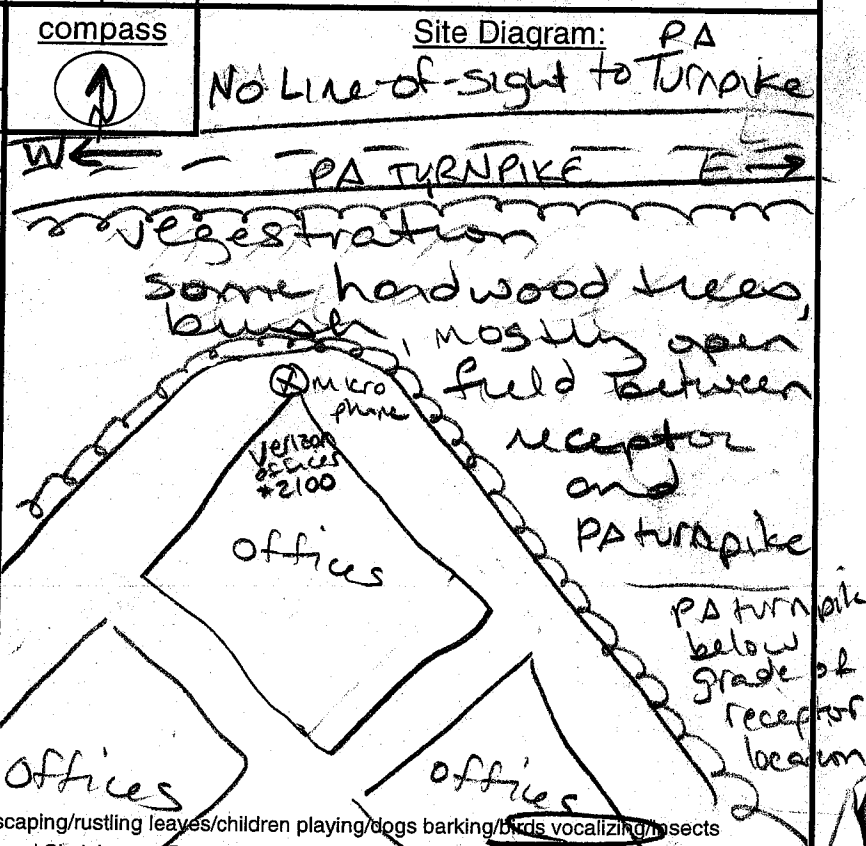 compass
N
Site Diagram: PA
No Line-of-sight to Turnpike
W
PA TURNPIKE
E
vegestration
some hardwood trees,
brush, mostly open
field between
receptor
and
PA turnpike
micro
phone
Verizon
offices
*2100
Offices
PA turnpike
below
grade of
receptor
location
Offices
Offices
scaping/rustling leaves/children playing/dogs barking/birds vocalizing/insects